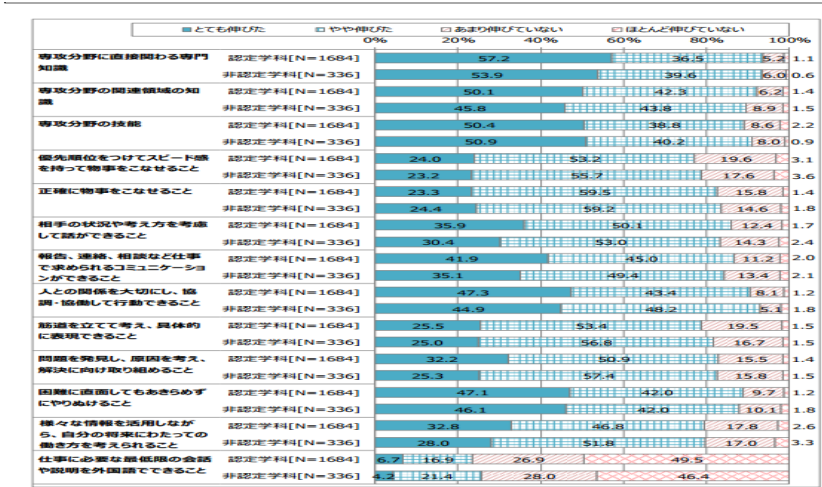 とても伸びた やや伸びた あまり伸びていない ほとんど伸びていない
0% 20% 40% 60% 80% 100%
専攻分野に直接関わる専門
知識
認定学科[N=1684] 57.2 36.5 5.2 1.1
非認定学科[N=336] 53.9 39.6 6.0 0.6
専攻分野の関連領域の知
識
認定学科[N=1684] 50.1 42.3 6.2 1.4
非認定学科[N=336] 45.8 43.8 8.9 1.5
専攻分野の技能
認定学科[N=1684] 50.4 38.8 8.6 2.2
非認定学科[N=336] 50.9 40.2 8.0 0.9
優先順位をつけてスピード感
を持って物事をこなせること
認定学科[N=1684] 24.0 53.2 19.6 3.1
非認定学科[N=336] 23.2 55.7 17.6 3.6
正確に物事をこなせること
認定学科[N=1684] 23.3 59.5 15.8 1.4
非認定学科[N=336] 24.4 59.2 14.6 1.8
相手の状況や考え方を考慮
して話ができること
認定学科[N=1684] 35.9 50.1 12.4 1.7
非認定学科[N=336] 30.4 53.0 14.3 2.4
報告、連絡、相談など仕事
で求められるコミュニケーショ
ンができること
認定学科[N=1684] 41.9 45.0 11.2 2.0
非認定学科[N=336] 35.1 49.4 13.4 2.1
人との関係を大切にし、協
調・協働して行動できること
認定学科[N=1684] 47.3 43.4 8.1 1.2
非認定学科[N=336] 44.9 48.2 5.1 1.8
筋道を立てて考え、具体的
に表現できること
認定学科[N=1684] 25.5 53.4 19.5 1.5
非認定学科[N=336] 25.0 56.8 16.7 1.5
問題を発見し、原因を考え、
解決に向け取り組めること
認定学科[N=1684] 32.2 50.9 15.5 1.4
非認定学科[N=336] 25.3 57.4 15.8 1.5
困難に直面してもあきらめず
にやりぬけること
認定学科[N=1684] 47.1 42.0 9.7 1.2
非認定学科[N=336] 46.1 42.0 10.1 1.8
様々な情報を活用しなが
ら、自分の将来にわたっての
働き方を考えられること
認定学科[N=1684] 32.8 46.8 17.8 2.6
非認定学科[N=336] 28.0 51.8 17.0 3.3
仕事に必要な最低限の会話
や説明を外国語でできること
認定学科[N=1684] 6.7 16.9 26.9 49.5
非認定学科[N=336] 4.2 21.4 28.0 46.4